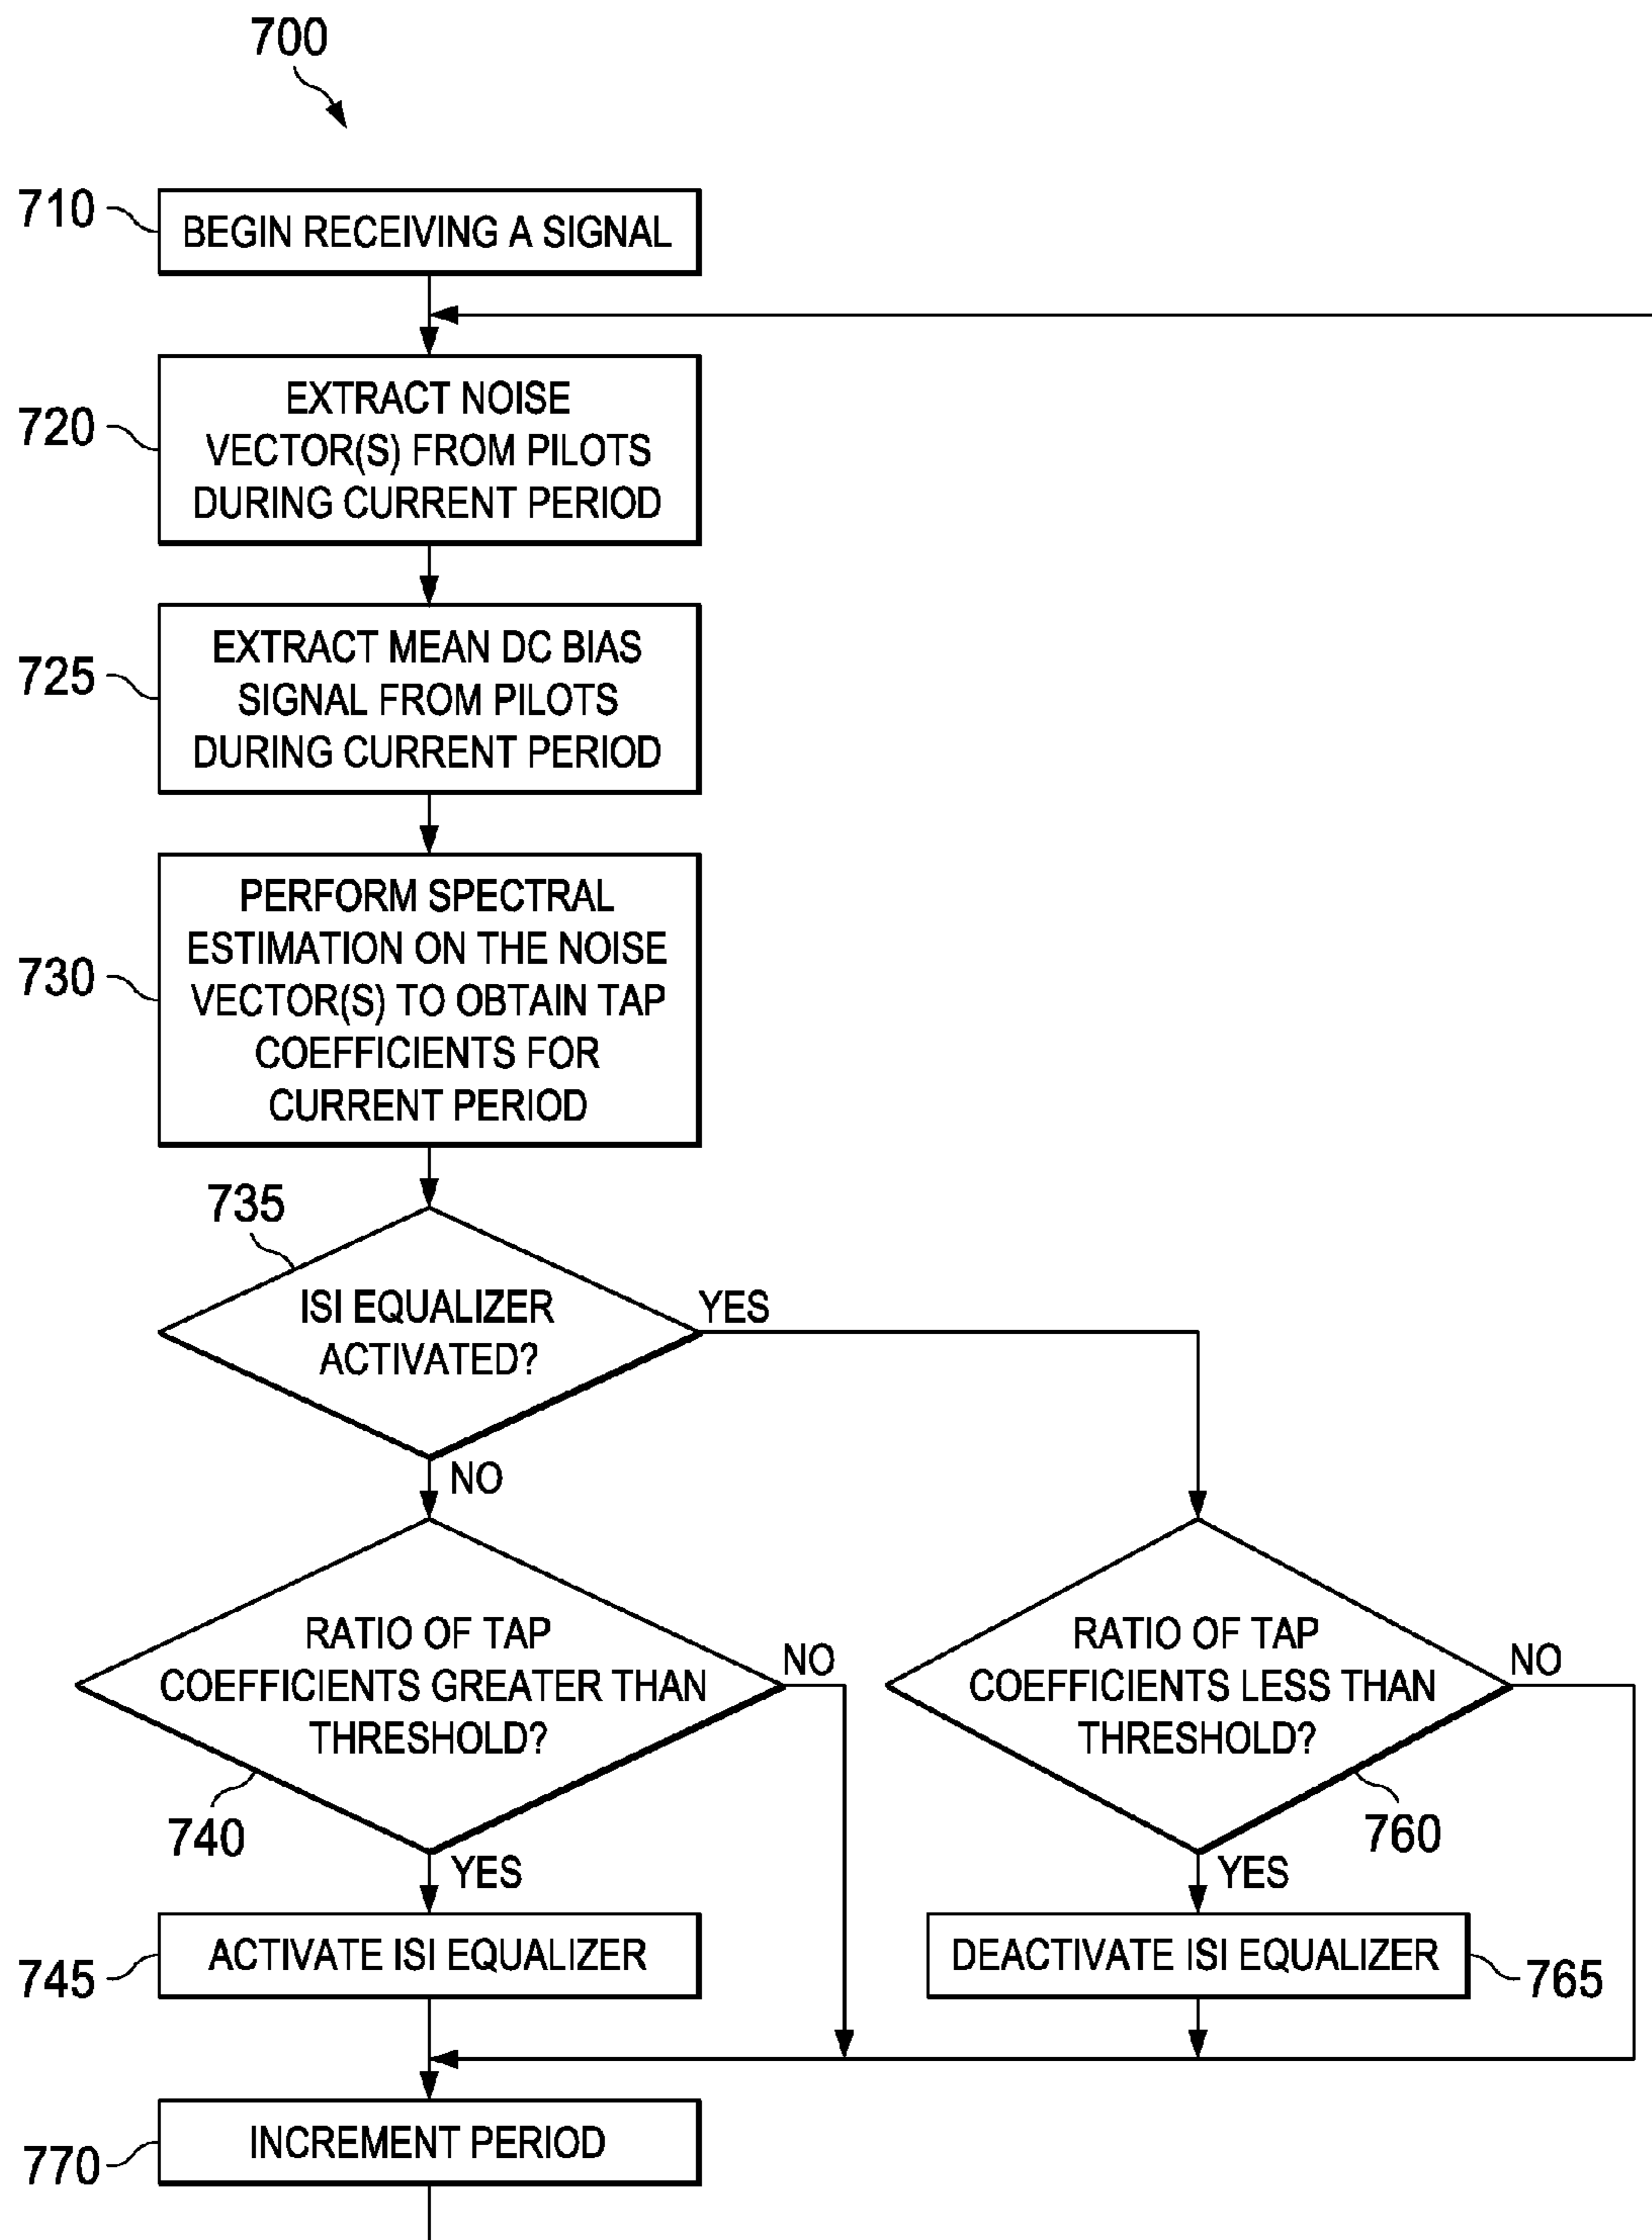 700
710
BEGIN RECEIVING A SIGNAL
720
EXTRACT NOISE
VECTOR(S) FROM PILOTS
DURING CURRENT PERIOD
725
EXTRACT MEAN DC BIAS
SIGNAL FROM PILOTS
DURING CURRENT PERIOD
730
PERFORM SPECTRAL
ESTIMATION ON THE NOISE
VECTOR(S) TO OBTAIN TAP
COEFFICIENTS FOR
CURRENT PERIOD
735
ISI EQUALIZER
ACTIVATED?
YES
NO
RATIO OF TAP
COEFFICIENTS GREATER THAN
THRESHOLD?
NO
740
YES
RATIO OF TAP
COEFFICIENTS LESS THAN
THRESHOLD?
NO
760
YES
745
ACTIVATE ISI EQUALIZER
DEACTIVATE ISI EQUALIZER
765
770
INCREMENT PERIOD